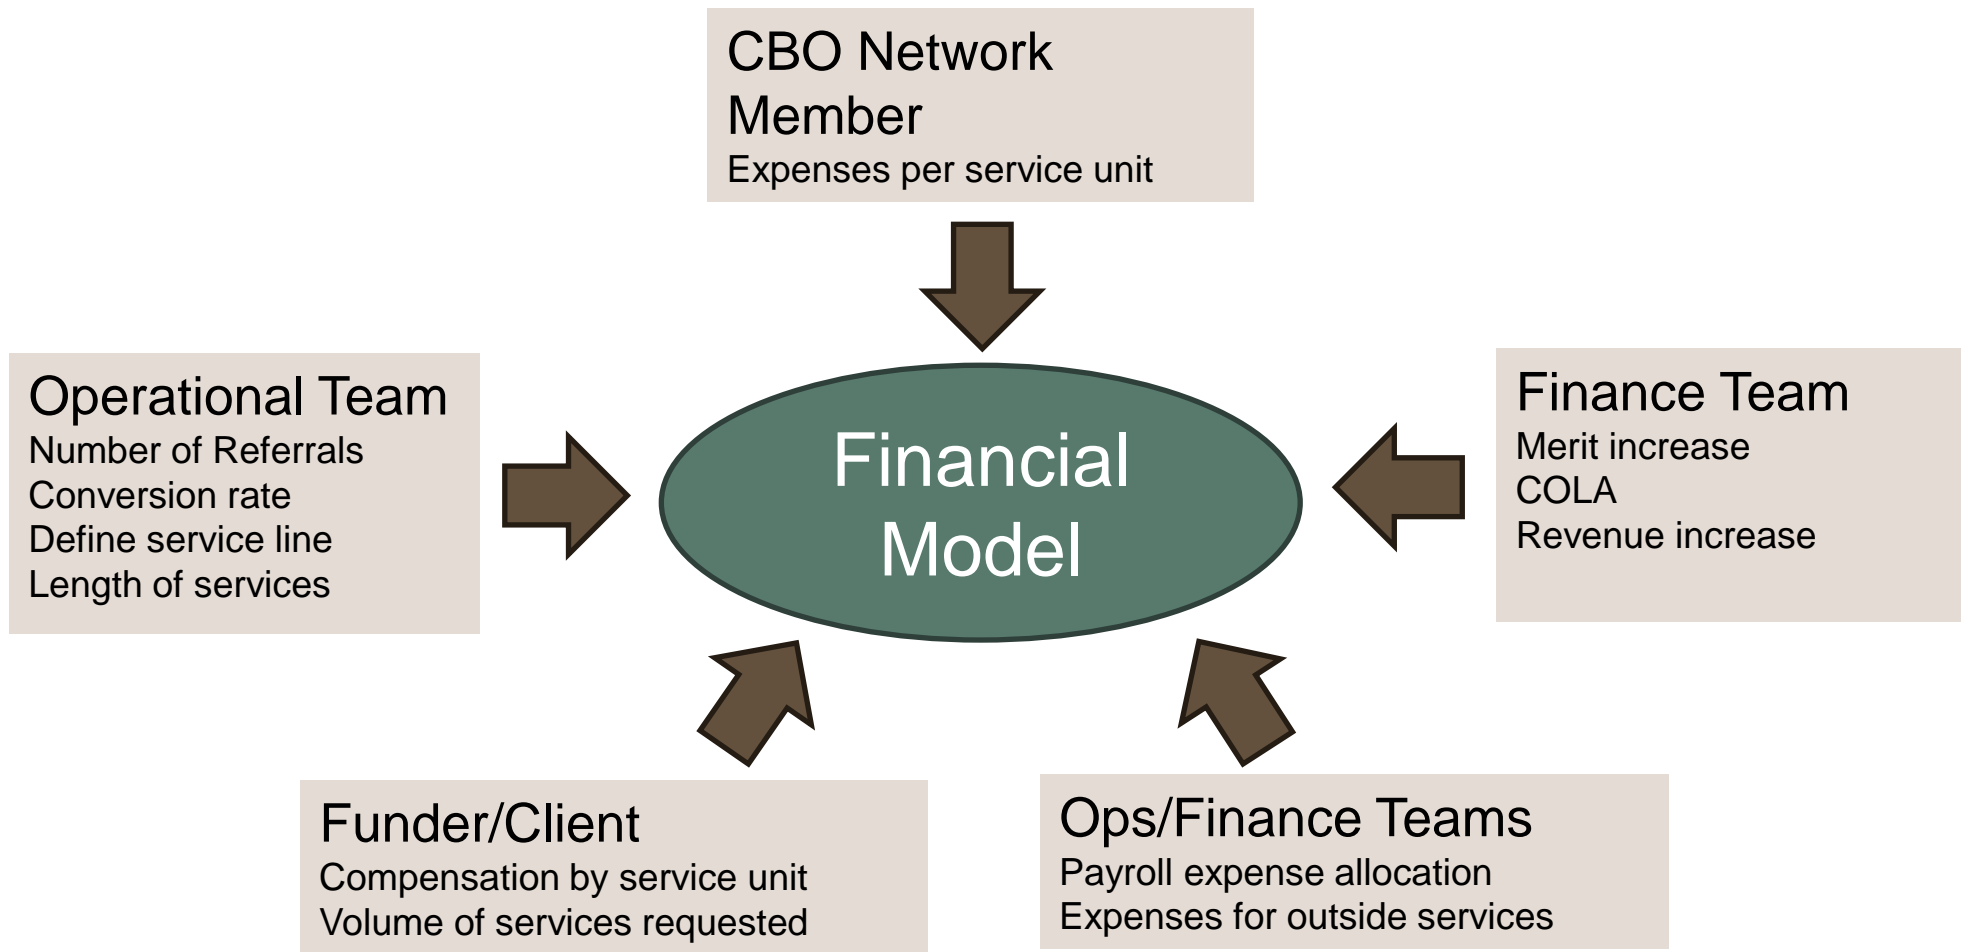 CBO Network
Member
Expenses per service unit
Operational Team
Number of Referrals
Conversion rate
Define service line
Length of services
Financial
Model
Finance Team
Merit increase
COLA
Revenue increase
Funder/Client
Compensation by service unit
Volume of services requested
Ops/Finance Teams
Payroll expense allocation
Expenses for outside services